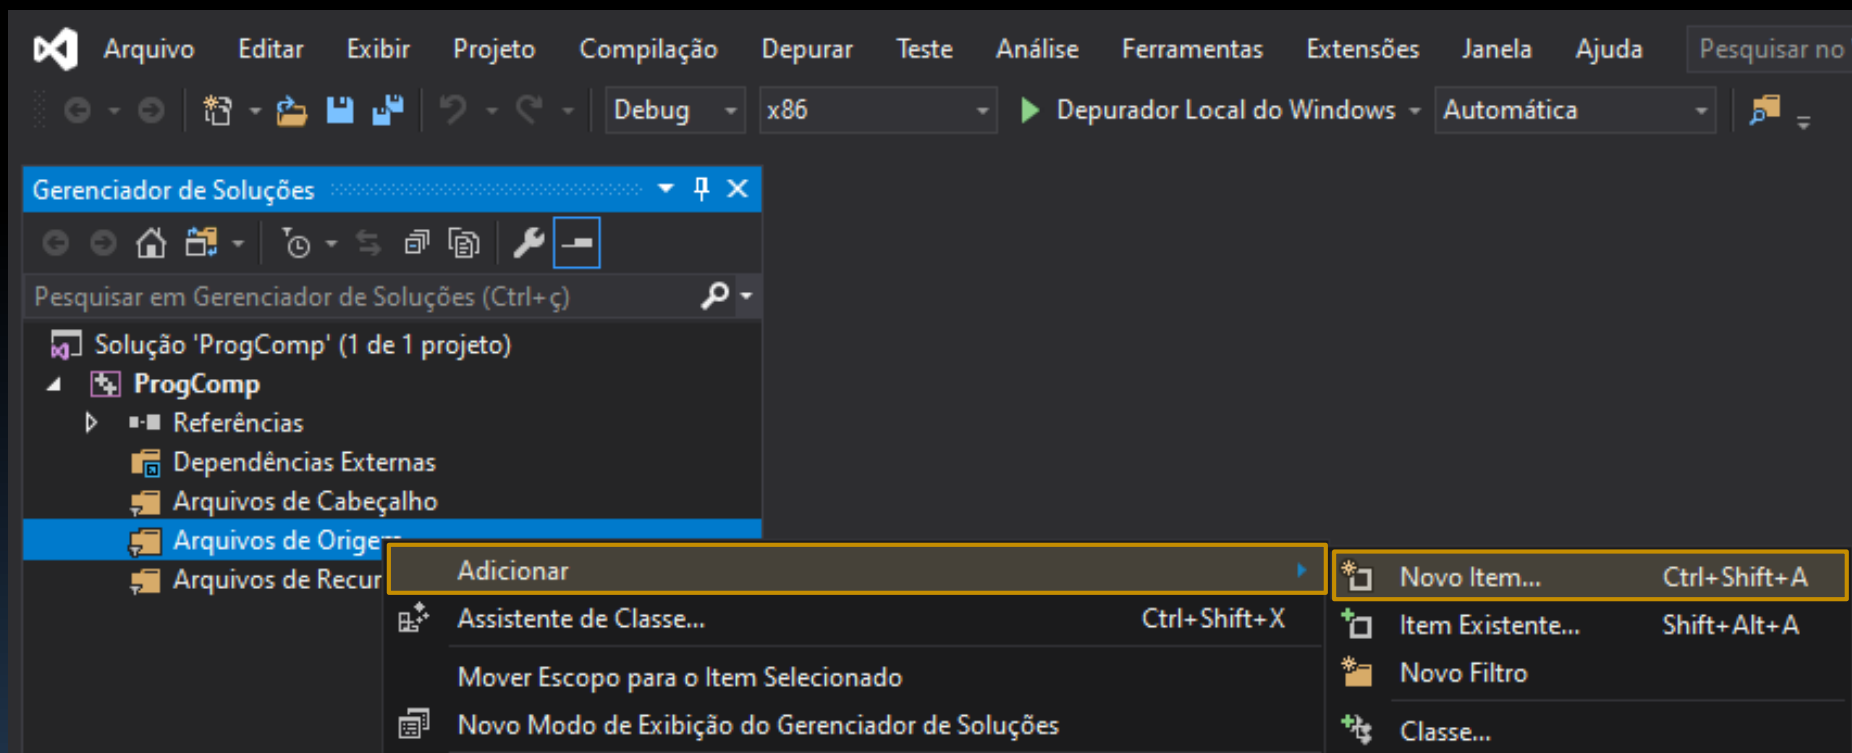 Arquivo Editar Exibir Projeto Compilação Depurar Teste Análise Ferramentas Extensões Janela Ajuda Pesquisar no
Debug x86 Depurador Local do Windows Automática
Gerenciador de Soluções
Pesquisar em Gerenciador de Soluções (Ctrl+ç)
Solução 'ProgComp' (1 de 1 projeto)
ProgComp
Referências
Dependências Externas
Arquivos de Cabeçalho
Arquivos de Origem
Arquivos de Recur
Adicionar
Assistente de Classe... Ctrl+Shift+X
Mover Escopo para o Item Selecionado
Novo Modo de Exibição do Gerenciador de Soluções
Novo Item... Ctrl+Shift+A
Item Existente... Shift+Alt+A
Novo Filtro
Classe...